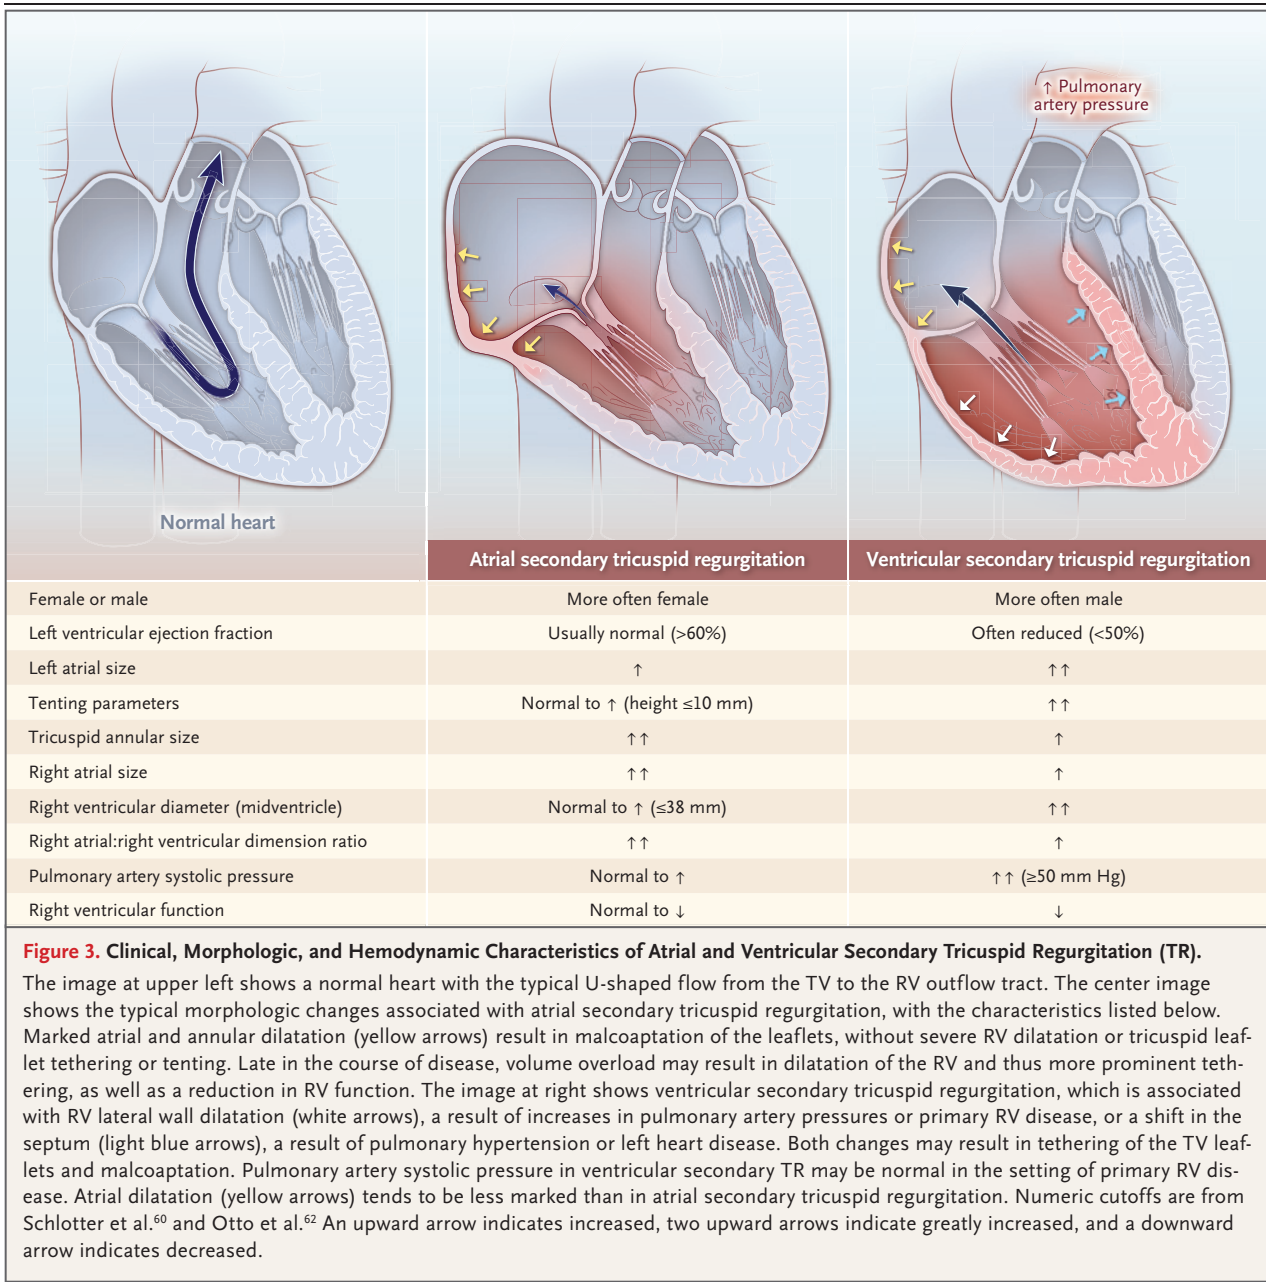 ↑ Pulmonary
artery pressure
Normal heart
Atrial secondary tricuspid regurgitation Ventricular secondary tricuspid regurgitation
Female or male More often female More often male
Left ventricular ejection fraction Usually normal (>60%) Often reduced (<50%)
Left atrial size ↑ ↑↑
Tenting parameters Normal to ↑ (height ≤10 mm) ↑↑
Tricuspid annular size ↑↑ ↑
Right atrial size ↑↑ ↑
Right ventricular diameter (midventricle) Normal to ↑ (≤38 mm) ↑↑
Right atrial:right ventricular dimension ratio ↑↑ ↑
Pulmonary artery systolic pressure Normal to ↑ ↑↑ (≥50 mm Hg)
Right ventricular function Normal to ↓ ↓
Figure 3. Clinical, Morphologic, and Hemodynamic Characteristics of Atrial and Ventricular Secondary Tricuspid Regurgitation (TR).
The image at upper left shows a normal heart with the typical U-shaped flow from the TV to the RV outflow tract. The center image
shows the typical morphologic changes associated with atrial secondary tricuspid regurgitation, with the characteristics listed below.
Marked atrial and annular dilatation (yellow arrows) result in malcoaptation of the leaflets, without severe RV dilatation or tricuspid leaf-
let tethering or tenting. Late in the course of disease, volume overload may result in dilatation of the RV and thus more prominent teth-
ering, as well as a reduction in RV function. The image at right shows ventricular secondary tricuspid regurgitation, which is associated
with RV lateral wall dilatation (white arrows), a result of increases in pulmonary artery pressures or primary RV disease, or a shift in the
septum (light blue arrows), a result of pulmonary hypertension or left heart disease. Both changes may result in tethering of the TV leaf-
lets and malcoaptation. Pulmonary artery systolic pressure in ventricular secondary TR may be normal in the setting of primary RV dis-
ease. Atrial dilatation (yellow arrows) tends to be less marked than in atrial secondary tricuspid regurgitation. Numeric cutoffs are from
Schlotter et al.⁶⁰ and Otto et al.⁶² An upward arrow indicates increased, two upward arrows indicate greatly increased, and a downward
arrow indicates decreased.